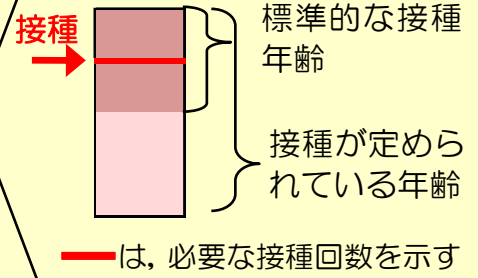 接種
標準的な接種
年齢
接種が定めら
れている年齢
は，必要な接種回数を示す